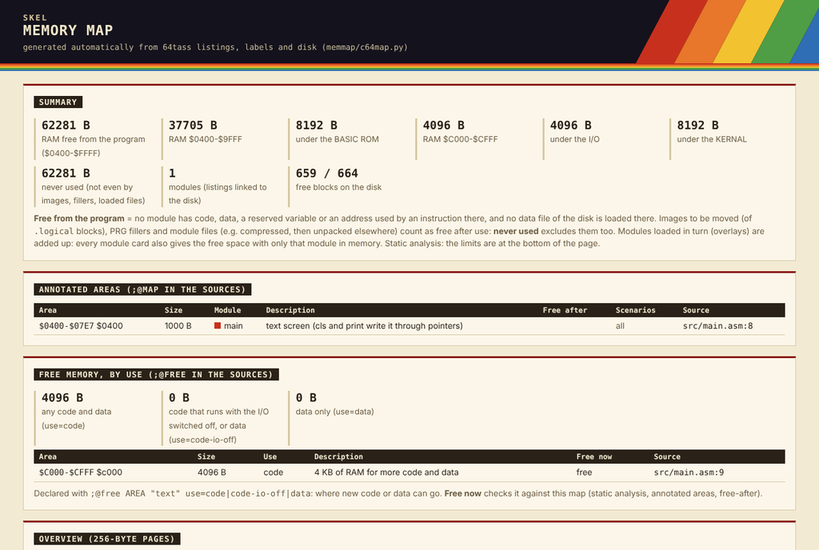 SKEL
MEMORY MAP
generated automatically from 64tass listings, labels and disk (memmap/c64map.py)
SUMMARY
62281 B
RAM free from the program
($0400-$FFFF)
37705 B
RAM $0400-$9FFF
8192 B
under the BASIC ROM
4096 B
RAM $C000-$CFFF
4096 B
under the I/O
8192 B
under the KERNAL
62281 B
never used (not even by
images, fillers, loaded files)
1
modules (listings linked to
the disk)
659 / 664
free blocks on the disk
Free from the program = no module has code, data, a reserved variable or an address used by an instruction there, and no data file of the disk is loaded there. Images to be moved (of
.logical blocks), PRG fillers and module files (e.g. compressed, then unpacked elsewhere) count as free after use: never used excludes them too. Modules loaded in turn (overlays) are
added up: every module card also gives the free space with only that module in memory. Static analysis: the limits are at the bottom of the page.
ANNOTATED AREAS (;@MAP IN THE SOURCES)
Area Size Module Description Free after Scenarios Source
$0400-$07E7 $0400 1000 B main text screen (cls and print write it through pointers) all src/main.asm:8
FREE MEMORY, BY USE (;@FREE IN THE SOURCES)
4096 B
any code and data
(use=code)
0 B
code that runs with the I/O
switched off, or data
(use=code-io-off)
0 B
data only (use=data)
Area Size Use Description Free now Source
$C000-$CFFF $c000 4096 B code 4 KB of RAM for more code and data free src/main.asm:9
Declared with ;@free AREA "text" use=code|code-io-off|data: where new code or data can go. Free now checks it against this map (static analysis, annotated areas, free-after).
OVERVIEW (256-BYTE PAGES)